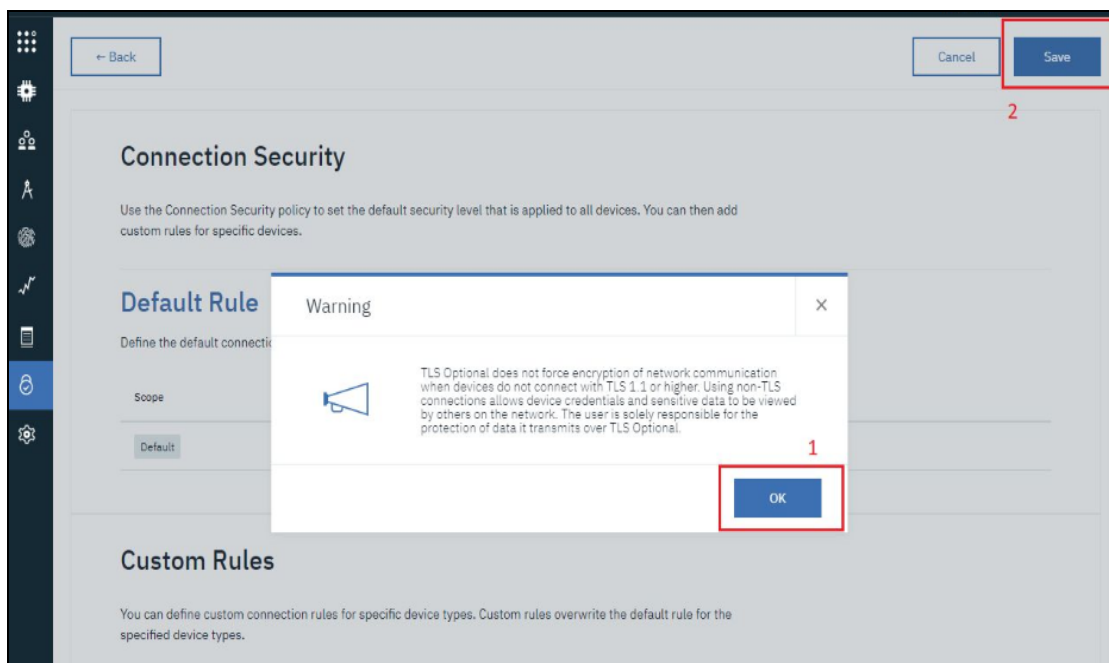 ← Back
Cancel
Save
2
Connection Security
Use the Connection Security policy to set the default security level that is applied to all devices. You can then add
custom rules for specific devices.
Default Rule
Define the default connecti
Scope
Default
Warning
×
TLS Optional does not force encryption of network communication
when devices do not connect with TLS 1.1 or higher. Using non-TLS
connections allows device credentials and sensitive data to be viewed
by others on the network. The user is solely responsible for the
protection of data it transmits over TLS Optional.
1
OK
Custom Rules
You can define custom connection rules for specific device types. Custom rules overwrite the default rule for the
specified device types.